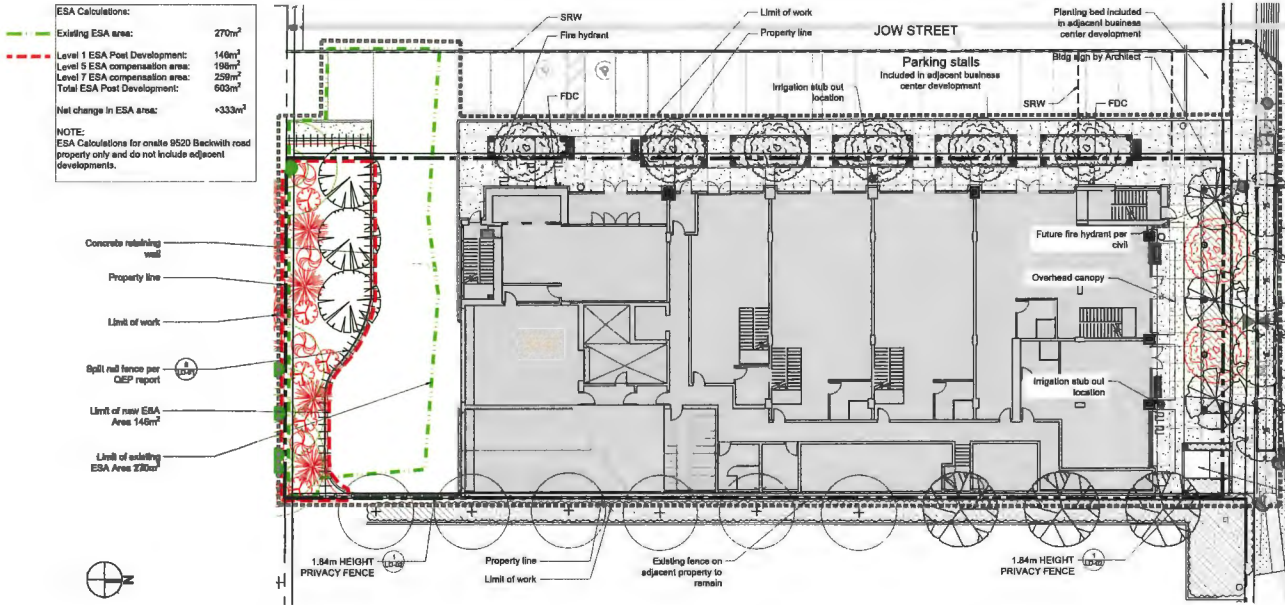 ESA Calculations:
Existing ESA area: 270m²
Level 1 ESA Post Development: 146m²
Level 5 ESA compensation area: 198m²
Level 7 ESA compensation area: 259m²
Total ESA Post Development: 603m²
Net change in ESA area: +333m²
NOTE:
ESA Calculations for onsite 9520 Beckwith road
property only and do not include adjacent
developments.
SRW
Fire hydrant
FDC
Limit of work
Property line
JOW STREET
Parking stalls
Included in adjacent business
center development
Irrigation stub out
location
SRW
FDC
Planting bed included
in adjacent business
center development
Bldg sign by Architect
Concrete retaining
wall
Property line
Limit of work
Split rail fence per
QEP report
Limit of new ESA
Area 146m²
Limit of existing
ESA Area 270m²
Future fire hydrant per
civil
Overhead canopy
Irrigation stub out
location
1.84m HEIGHT
PRIVACY FENCE
Property line
Limit of work
Existing fence on
adjacent property to
remain
1.84m HEIGHT
PRIVACY FENCE
N